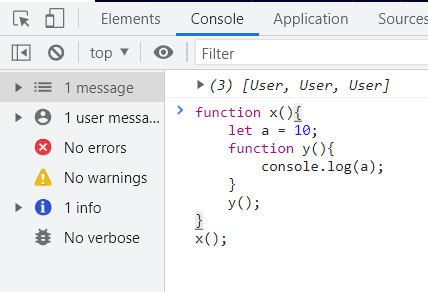 Elements Console Application Sources
top Filter
1 message
1 user messa...
No errors
No warnings
1 info
No verbose
(3) [User, User, User]
function x(){
    let a = 10;
    function y(){
        console.log(a);
    }
    y();
}
x();